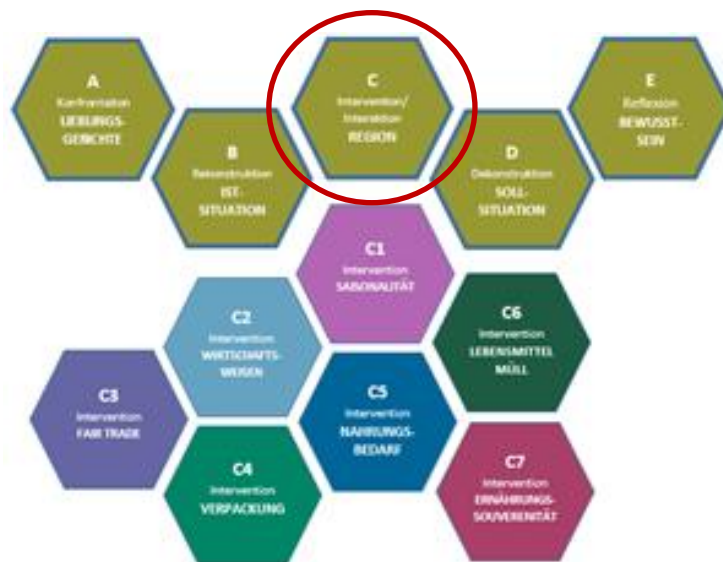 A
Konfrontation
LIEBLINGS-
GERICHTE
B
Rekonstruktion
IST-
SITUATION
C
Intervention/
Interaktion
REGION
D
Dekonstruktion
SOLL-
SITUATION
E
Reflexion
BEWUSST-
SEIN
C1
Intervention
SAISONALITÄT
C2
Intervention
WIRTSCHAFTS-
WEISEN
C3
Intervention
FAIR TRADE
C4
Intervention
VERPACKUNG
C5
Intervention
NAHRUNGS-
BEDARF
C6
Intervention
LEBENSMITTEL
MÜLL
C7
Intervention
ERNÄHRUNGS-
SOUVERENITÄT